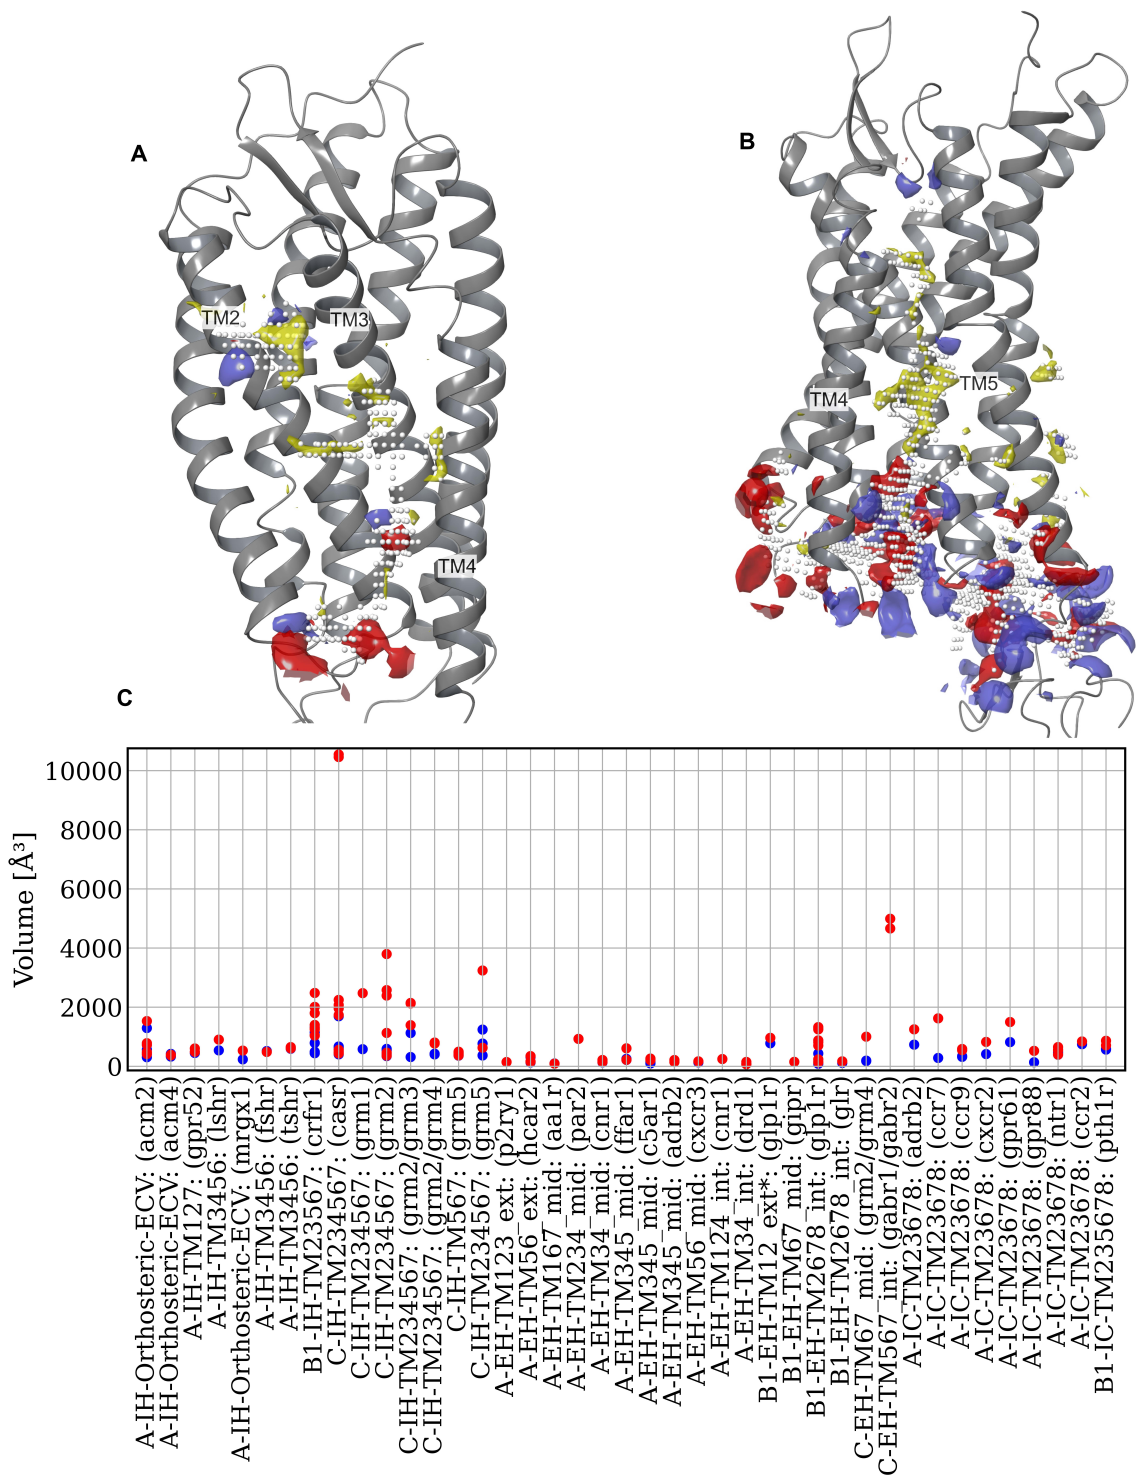 A
B
TM2
TM3
TM4
TM4
TM5
C
Volume [Å³]
10000
8000
6000
4000
2000
0
A-IH-Orthosteric-ECV: (acm2)
A-IH-Orthosteric-ECV: (acm4)
A-IH-TM127: (gpr52)
A-IH-TM3456: (lshr)
A-IH-Orthosteric-ECV: (mrgx1)
A-IH-TM3456: (fshr)
A-IH-TM3456: (tshr)
B1-IH-TM23567: (crfr1)
C-IH-TM234567: (casr)
C-IH-TM234567: (grm1)
C-IH-TM234567: (grm2)
C-IH-TM234567: (grm2/grm3)
C-IH-TM234567: (grm2/grm4)
C-IH-TM567: (grm5)
C-IH-TM234567: (grm5)
A-EH-TM123_ext: (p2ry1)
A-EH-TM56_ext: (hcar2)
A-EH-TM167_mid: (aa1r)
A-EH-TM234_mid: (par2)
A-EH-TM34_mid: (cnr1)
A-EH-TM345_mid: (ffar1)
A-EH-TM345_mid: (c5ar1)
A-EH-TM345_mid: (adrb2)
A-EH-TM56_mid: (cxcr3)
A-EH-TM124_int: (cnr1)
A-EH-TM34_int: (drd1)
B1-EH-TM12_ext*: (glp1r)
B1-EH-TM67_mid: (gipr)
B1-EH-TM2678_int: (glp1r)
B1-EH-TM2678_int: (glr)
C-EH-TM67_mid: (grm2/grm4)
C-EH-TM567_int: (gabr1/gabr2)
A-IC-TM23678: (adrb2)
A-IC-TM23678: (ccr7)
A-IC-TM23678: (ccr9)
A-IC-TM23678: (cxcr2)
A-IC-TM23678: (gpr61)
A-IC-TM23678: (gpr88)
A-IC-TM23678: (ntr1)
A-IC-TM23678: (ccr2)
B1-IC-TM235678: (pth1r)